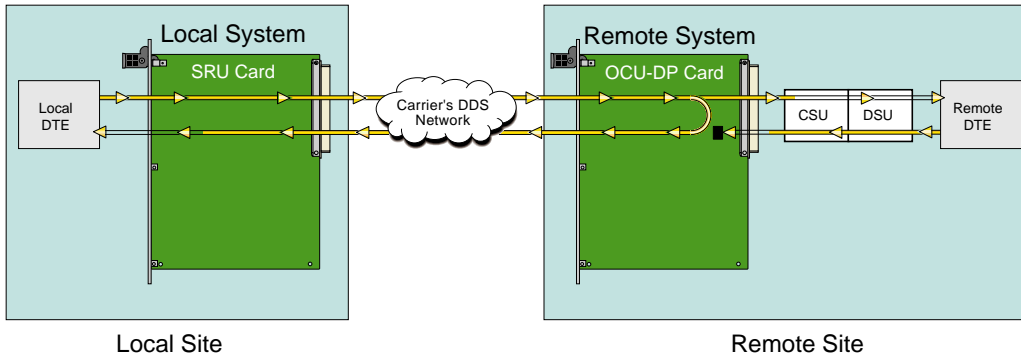 Local System
Remote System
SRU Card
OCU-DP Card
Local
DTE
Carrier's DDS
Network
CSU
DSU
Remote
DTE
Local Site
Remote Site